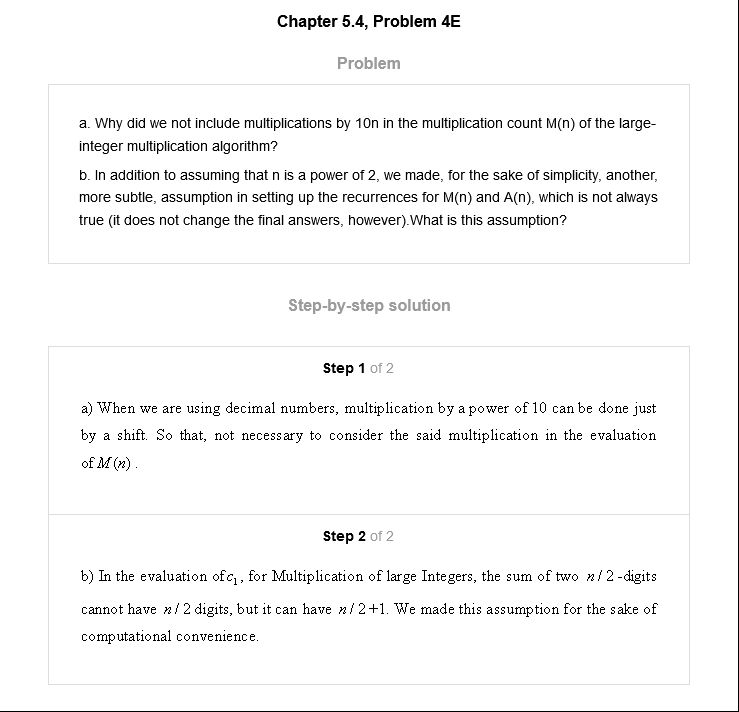 Chapter 5.4, Problem 4E
Problem
a. Why did we not include multiplications by 10n in the multiplication count M(n) of the large-
integer multiplication algorithm?
b. In addition to assuming that n is a power of 2, we made, for the sake of simplicity, another,
more subtle, assumption in setting up the recurrences for M(n) and A(n), which is not always
true (it does not change the final answers, however).What is this assumption?
Step-by-step solution
Step 1 of 2
a) When we are using decimal numbers, multiplication by a power of 10 can be done just
by a shift. So that, not necessary to consider the said multiplication in the evaluation
of M(n).
Step 2 of 2
b) In the evaluation of c₁, for Multiplication of large Integers, the sum of two n/2-digits
cannot have n/2 digits, but it can have n/2+1. We made this assumption for the sake of
computational convenience.